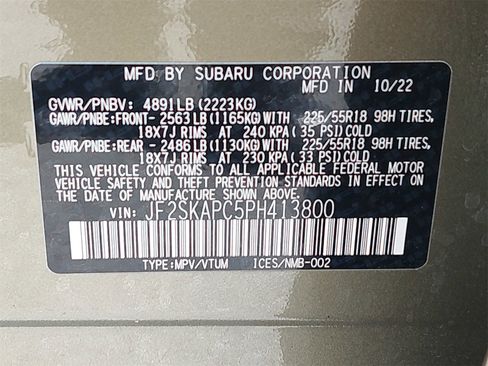 MFD BY SUBARU CORPORATION
MFD IN 10/22
GVWR/PNBV: 4891LB (2223KG)
GAWR/PNBE:FRONT-2563LB(1165KG)WITH 225/55R18 98H TIRES,
18X7J RIMS AT 240 KPA(35 PSI)COLD
GAWR/PNBE:REAR -2486LB(1130KG)WITH 225/55R18 98H TIRES,
18X7J RIMS AT 230 KPA(33 PSI)COLD
THIS VEHICLE CONFORMS TO ALL APPLICABLE FEDERAL MOTOR
VEHICLE SAFETY AND THEFT PREVENTION STANDARDS IN EFFECT ON THE
DATE OF MANUFACTURE SHOWN ABOVE.
VIN: JF2SKAPC5PH413800
TYPE:MPV/VTUM ICES/NMB-002